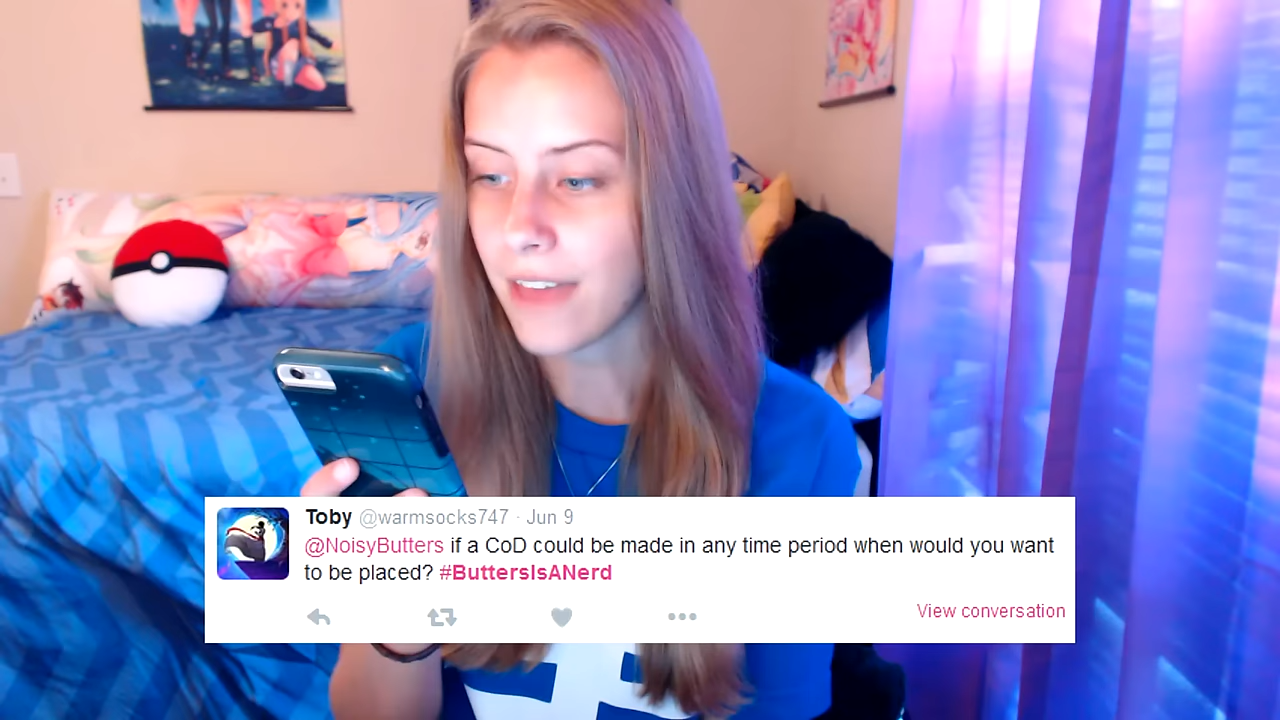 Toby @warmsocks747 · Jun 9
@NoisyButters if a CoD could be made in any time period when would you want
to be placed? #ButtersIsANerd
View conversation